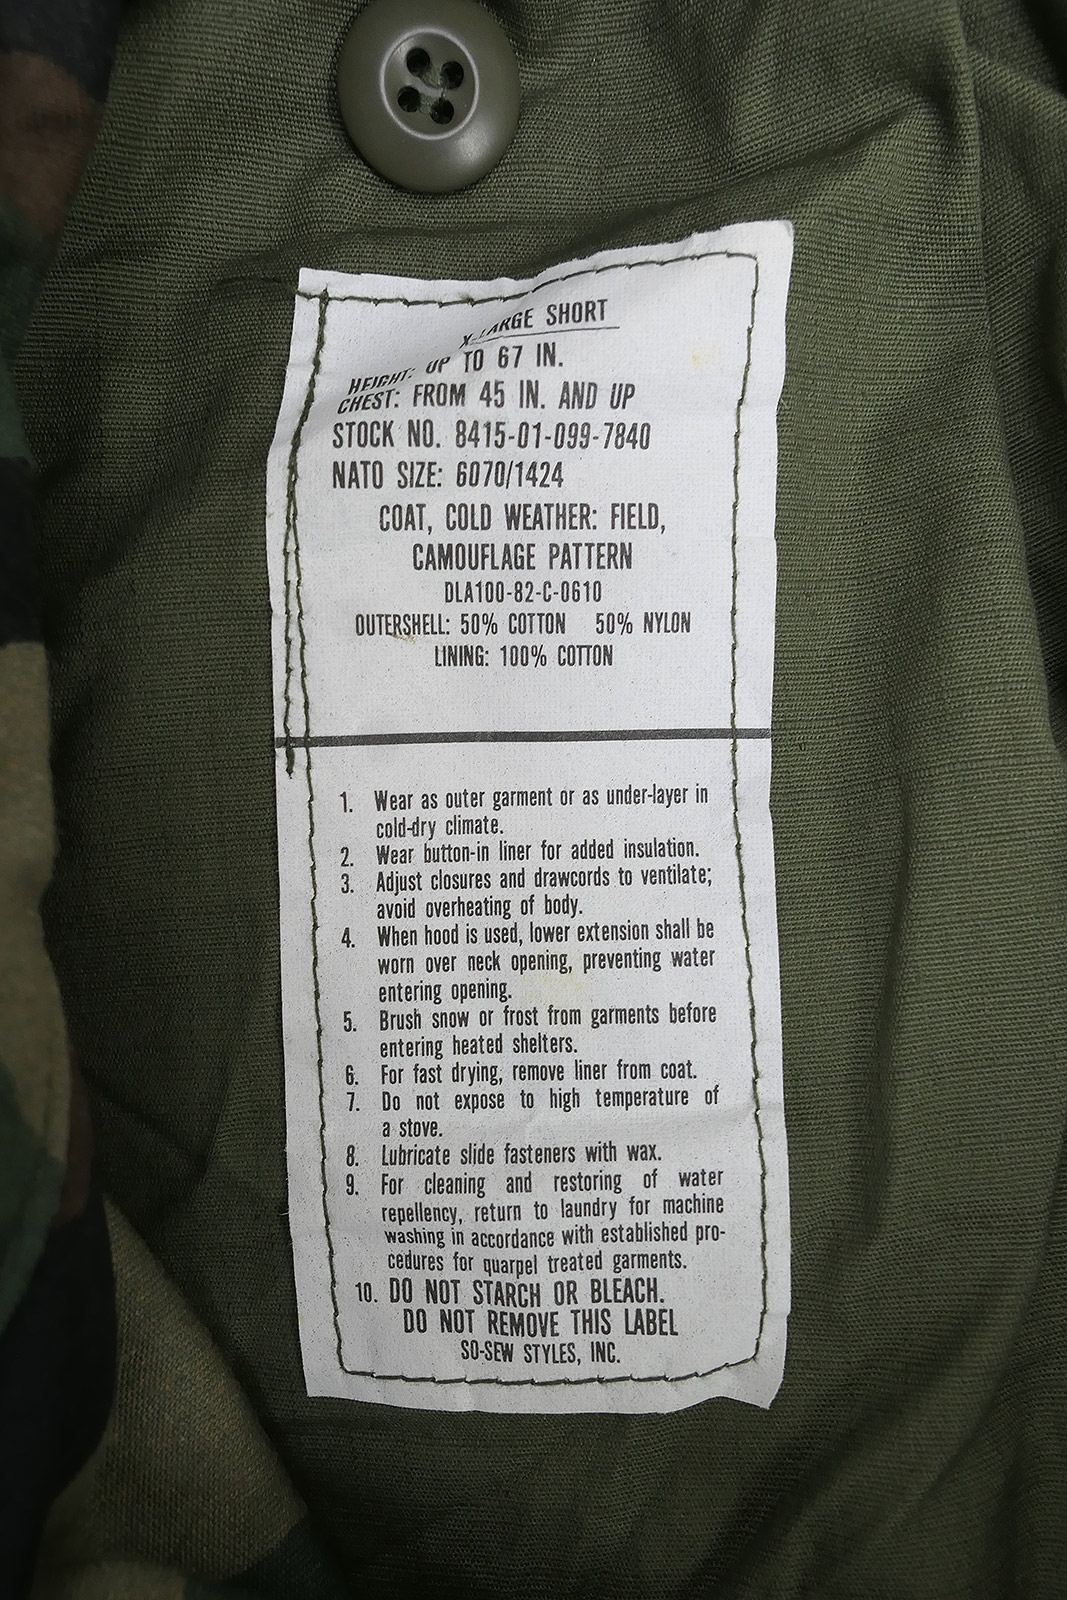 X-LARGE SHORT
HEIGHT: UP TO 67 IN.
CHEST: FROM 45 IN. AND UP
STOCK NO. 8415-01-099-7840
NATO SIZE: 6070/1424
COAT, COLD WEATHER: FIELD,
CAMOUFLAGE PATTERN
DLA100-82-C-0610
OUTERSHELL: 50% COTTON 50% NYLON
LINING: 100% COTTON
1. Wear as outer garment or as under-layer in
cold-dry climate.
2. Wear button-in liner for added insulation.
3. Adjust closures and drawcords to ventilate;
avoid overheating of body.
4. When hood is used, lower extension shall be
worn over neck opening, preventing water
entering opening.
5. Brush snow or frost from garments before
entering heated shelters.
6. For fast drying, remove liner from coat.
7. Do not expose to high temperature of
a stove.
8. Lubricate slide fasteners with wax.
9. For cleaning and restoring of water
repellency, return to laundry for machine
washing in accordance with established pro-
cedures for quarpel treated garments.
10. DO NOT STARCH OR BLEACH.
DO NOT REMOVE THIS LABEL
SO-SEW STYLES, INC.